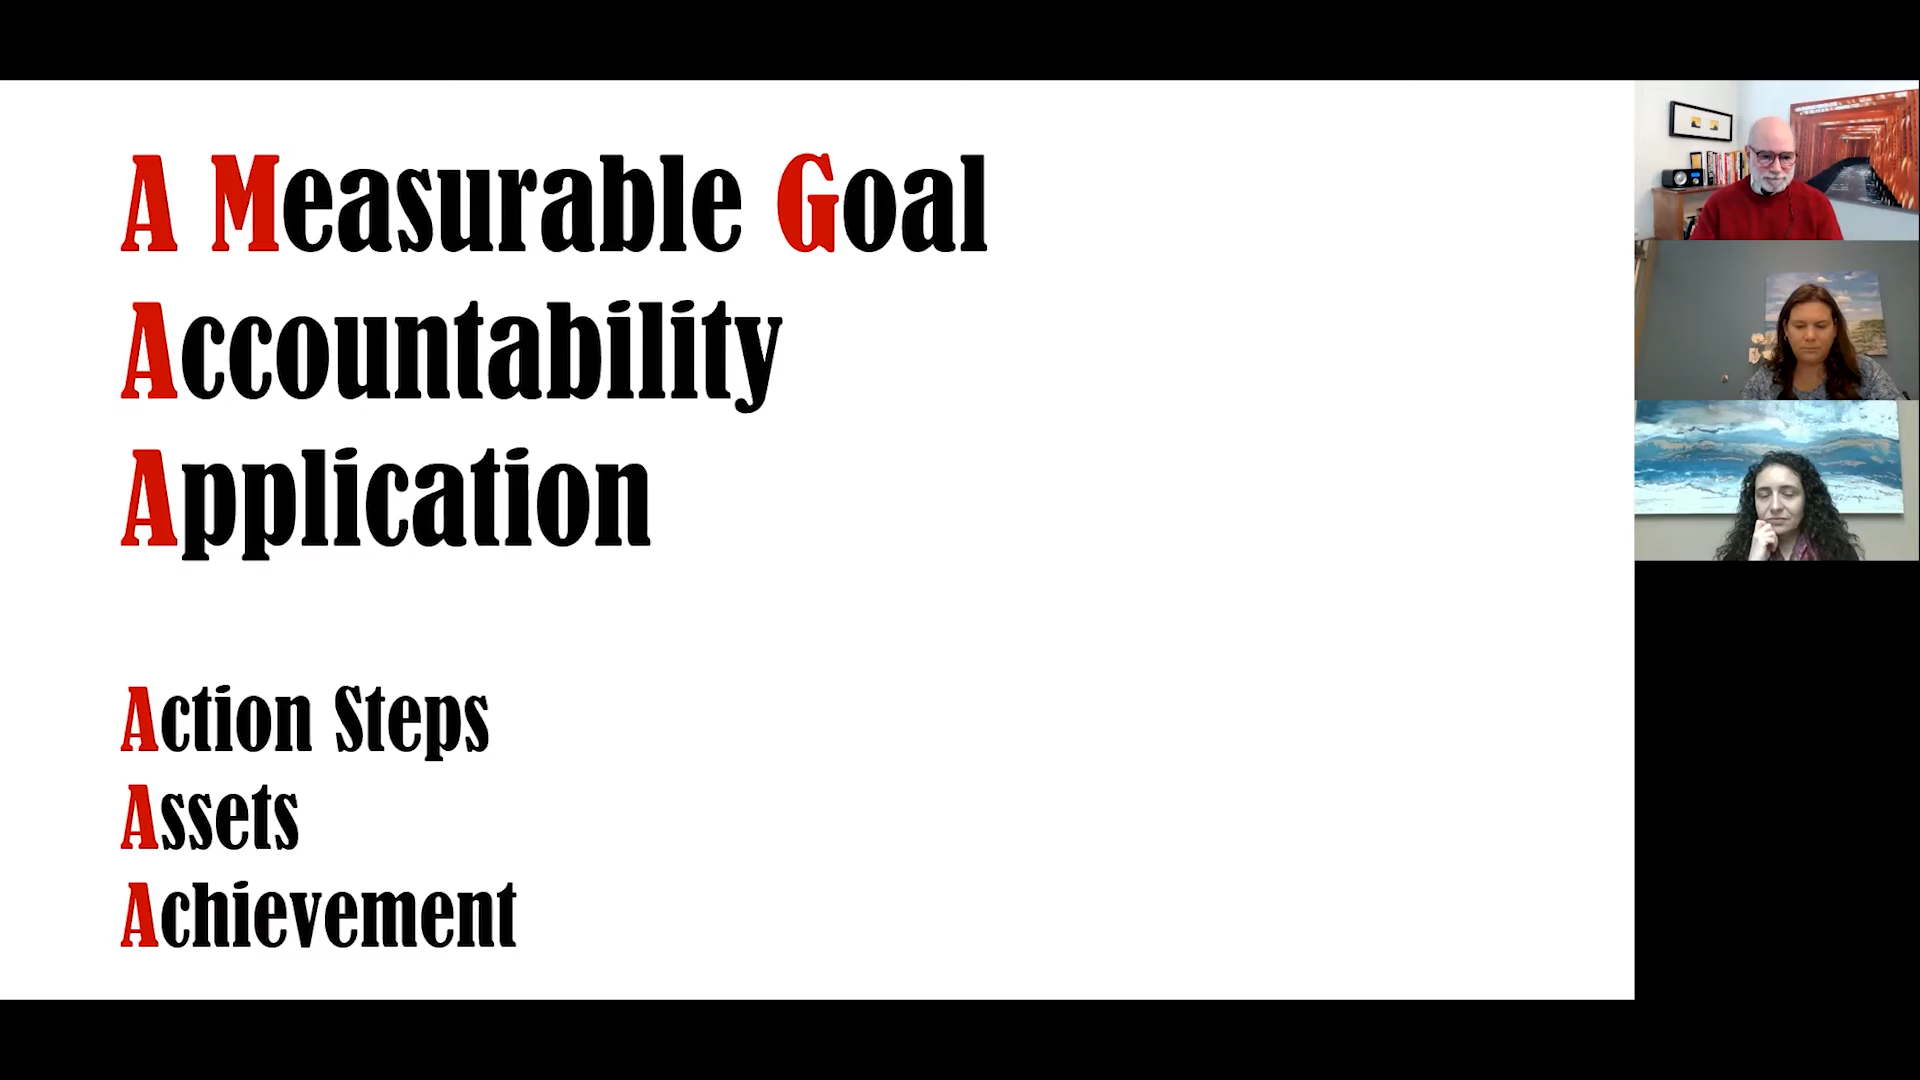 A Measurable Goal
Accountability
Application
Action Steps
Assets
Achievement